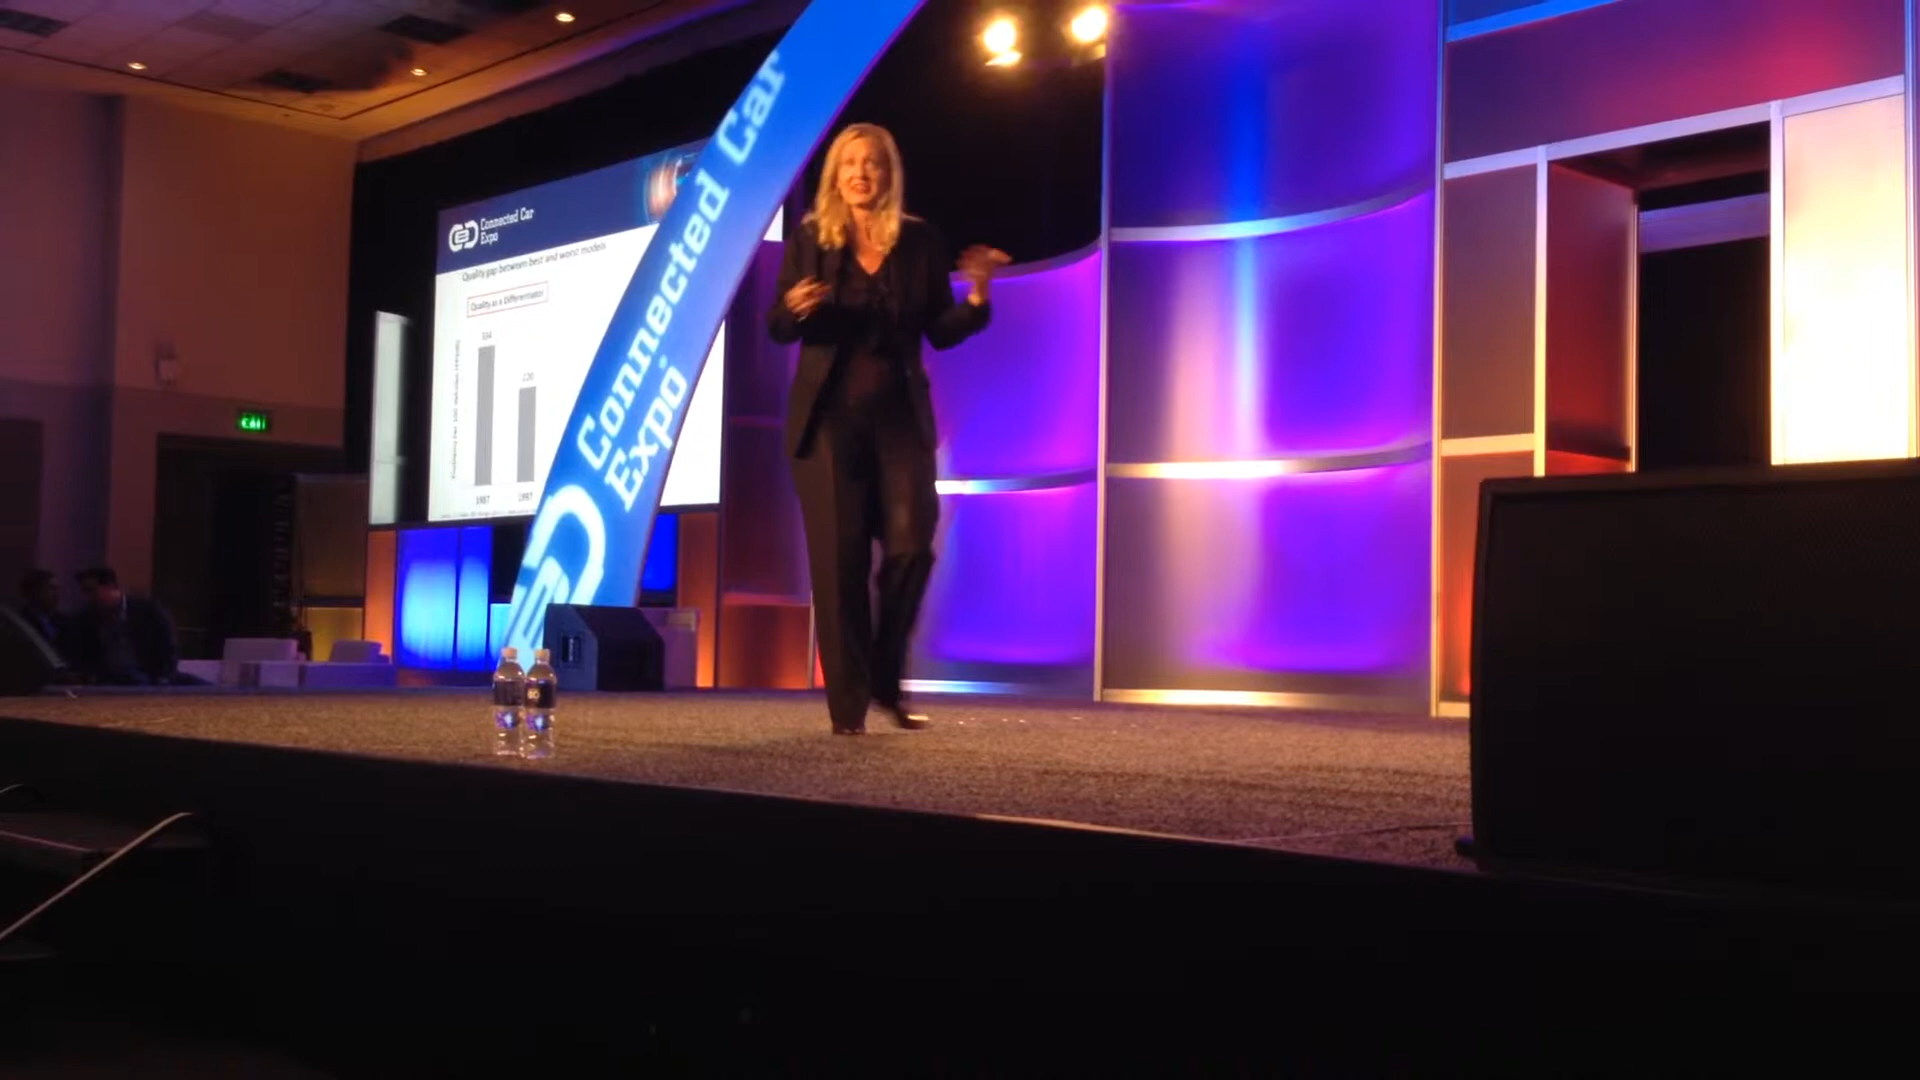 Connected Car
Expo
Quality gap between best and worst models
Quality as a Differentiator
1987
1997
Connected Car
Expo
EXIT